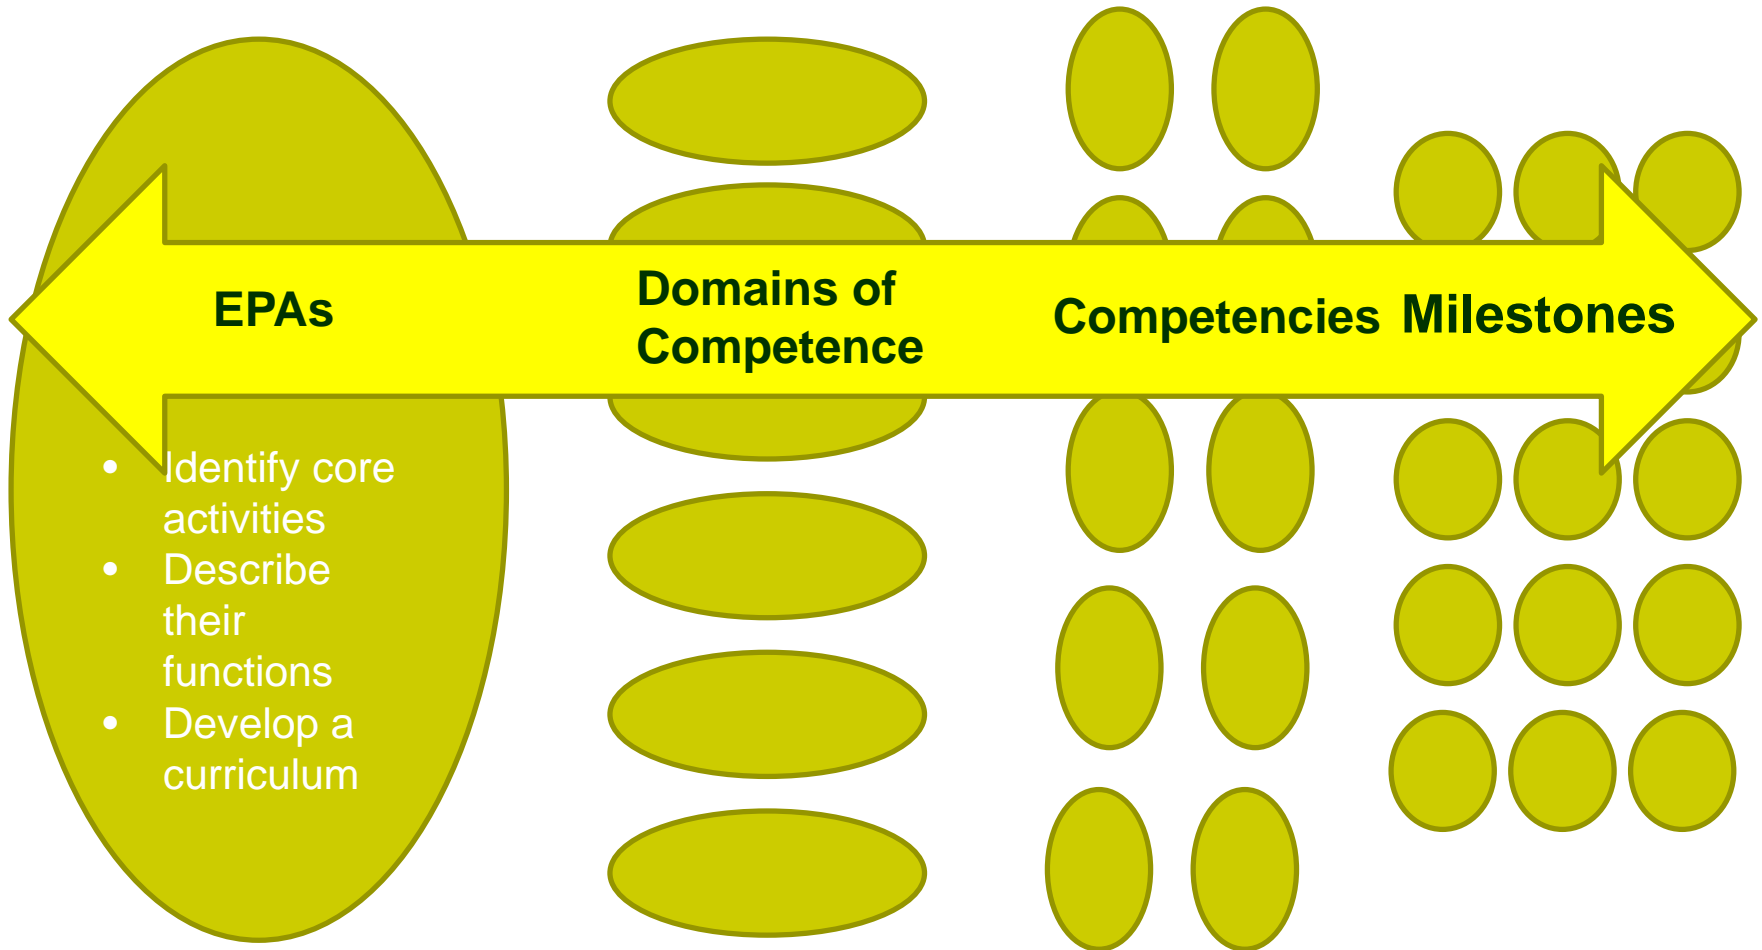 EPAs
Domains of
Competence
Competencies
Milestones
• Identify core
activities
• Describe
their
functions
• Develop a
curriculum